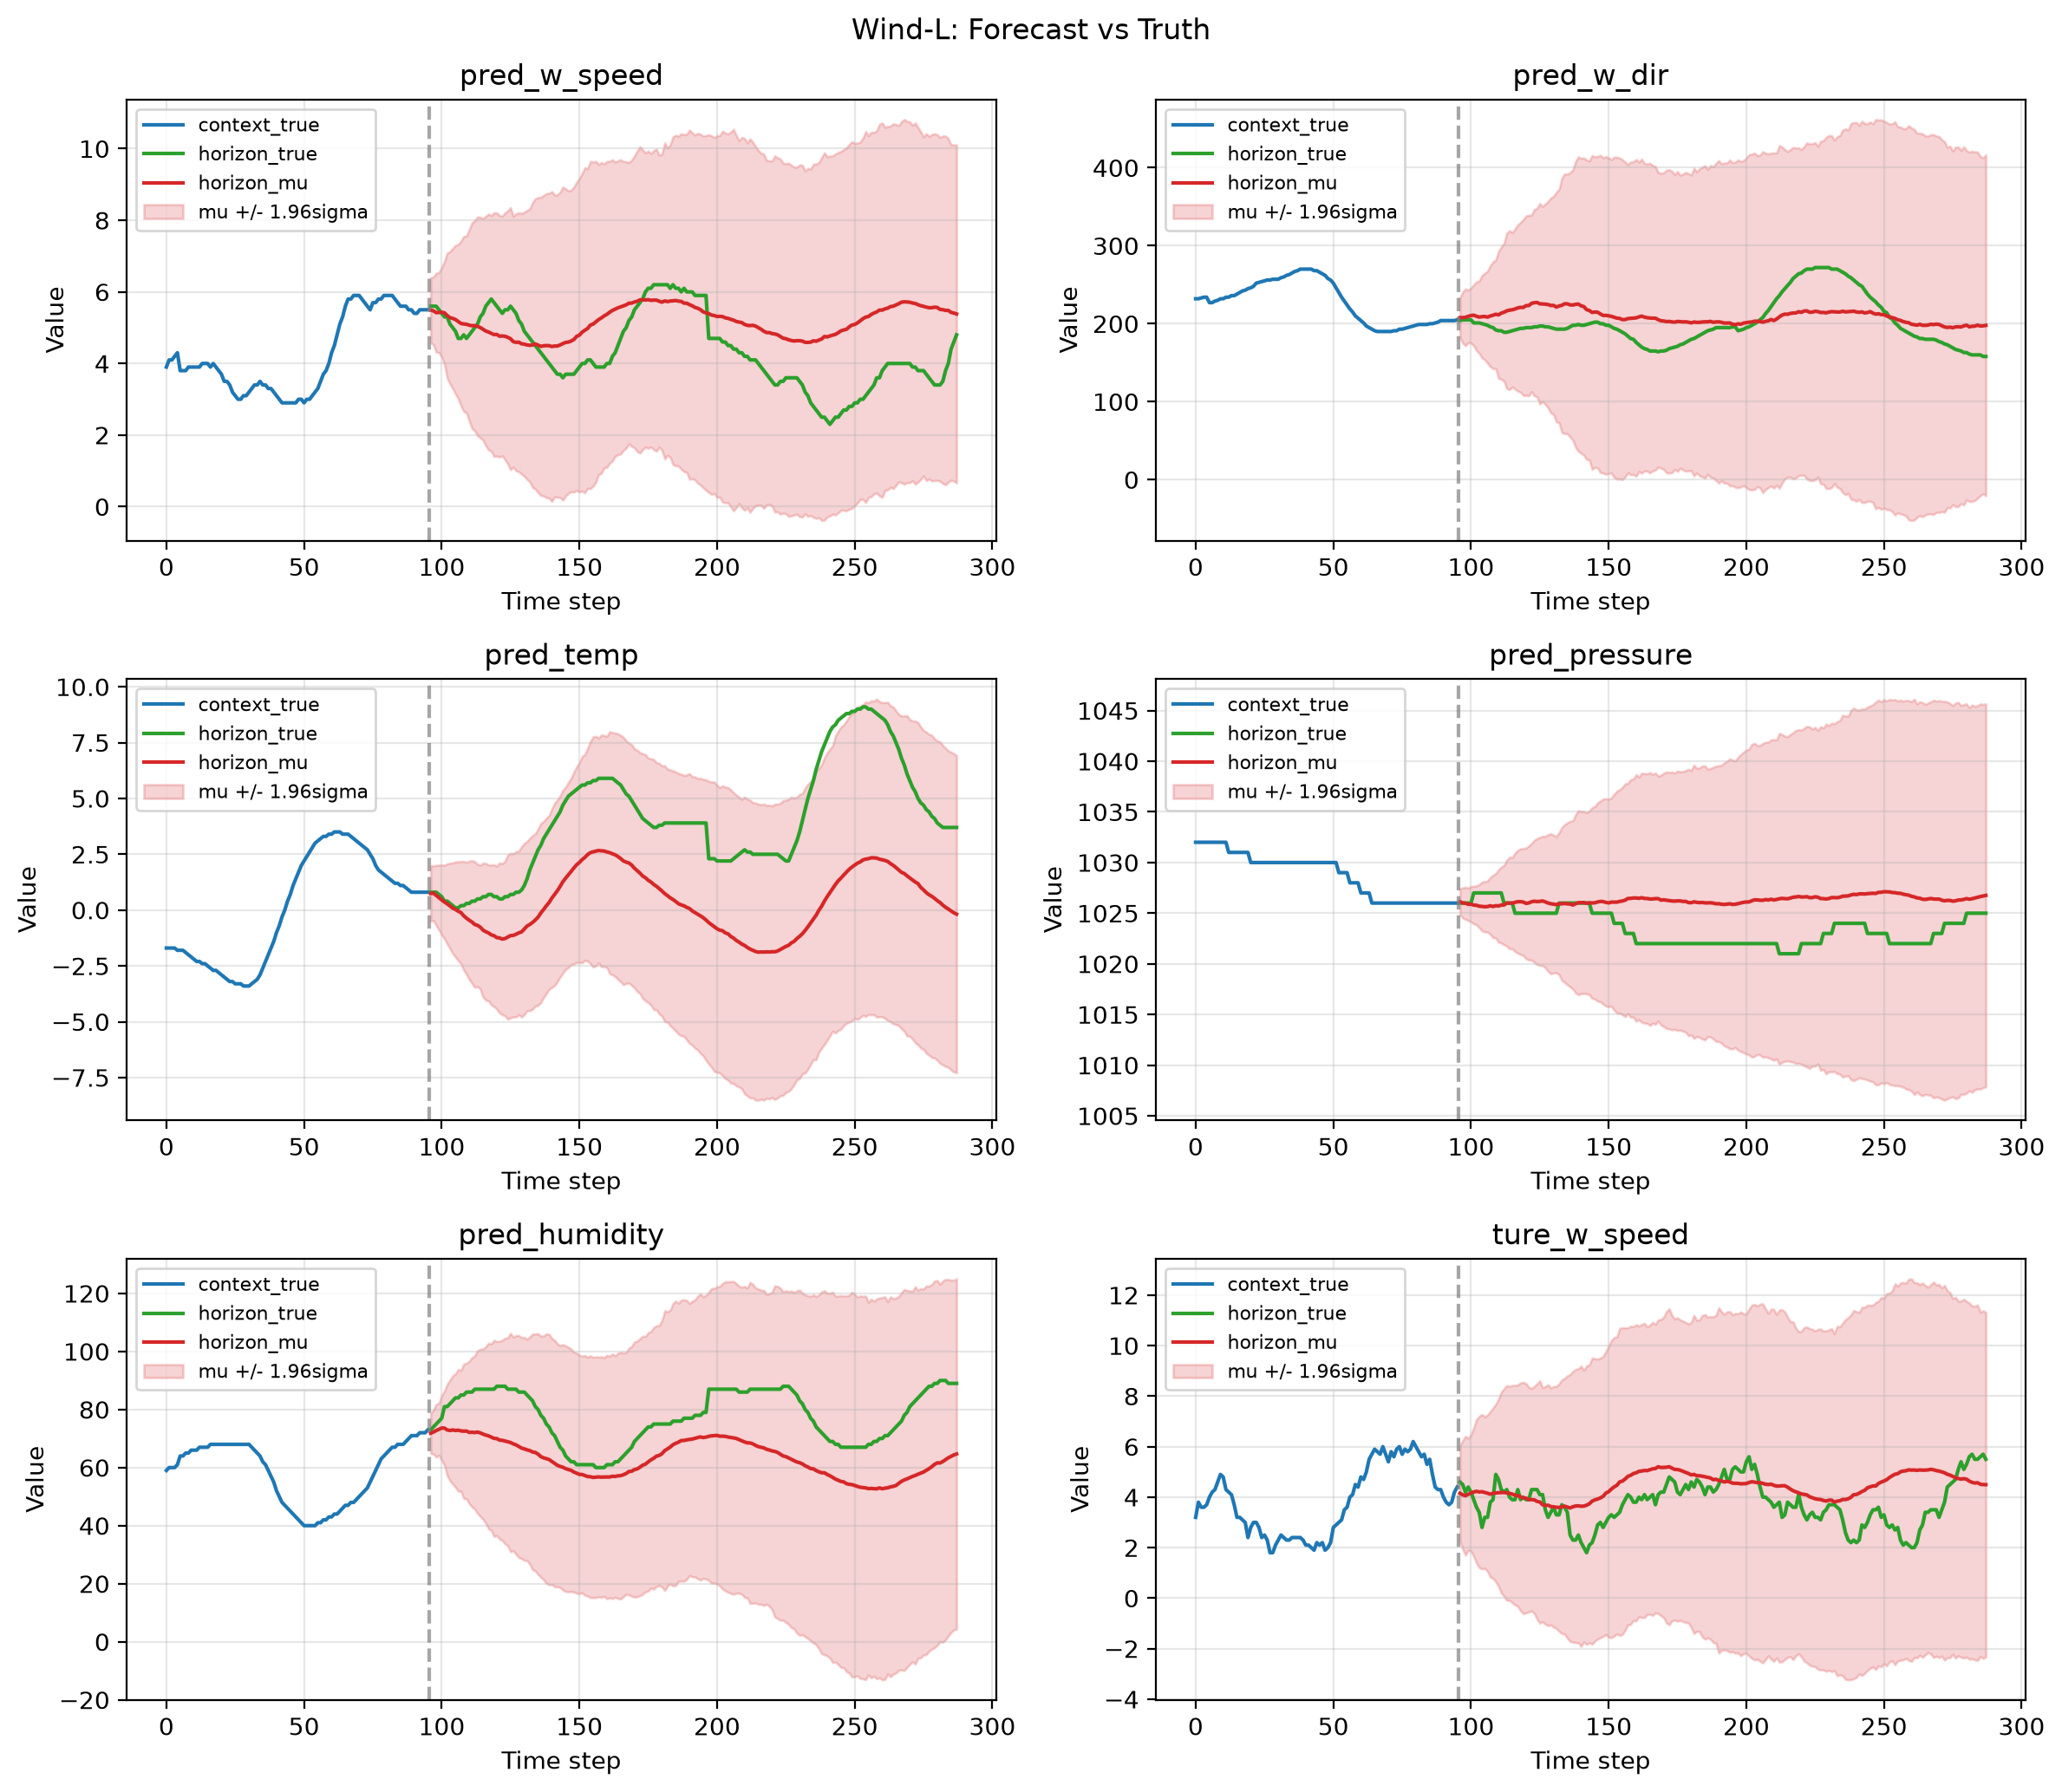 Wind-L: Forecast vs Truth
pred_w_speed
context_true
horizon_true
horizon_mu
mu +/- 1.96sigma
Value
10
8
6
4
2
0
0 50 100 150 200 250 300
Time step
pred_w_dir
context_true
horizon_true
horizon_mu
mu +/- 1.96sigma
Value
400
300
200
100
0
0 50 100 150 200 250 300
Time step
pred_temp
context_true
horizon_true
horizon_mu
mu +/- 1.96sigma
Value
10.0
7.5
5.0
2.5
0.0
−2.5
−5.0
−7.5
0 50 100 150 200 250 300
Time step
pred_pressure
context_true
horizon_true
horizon_mu
mu +/- 1.96sigma
Value
1045
1040
1035
1030
1025
1020
1015
1010
1005
0 50 100 150 200 250 300
Time step
pred_humidity
context_true
horizon_true
horizon_mu
mu +/- 1.96sigma
Value
120
100
80
60
40
20
0
−20
0 50 100 150 200 250 300
Time step
ture_w_speed
context_true
horizon_true
horizon_mu
mu +/- 1.96sigma
Value
12
10
8
6
4
2
0
−2
−4
0 50 100 150 200 250 300
Time step